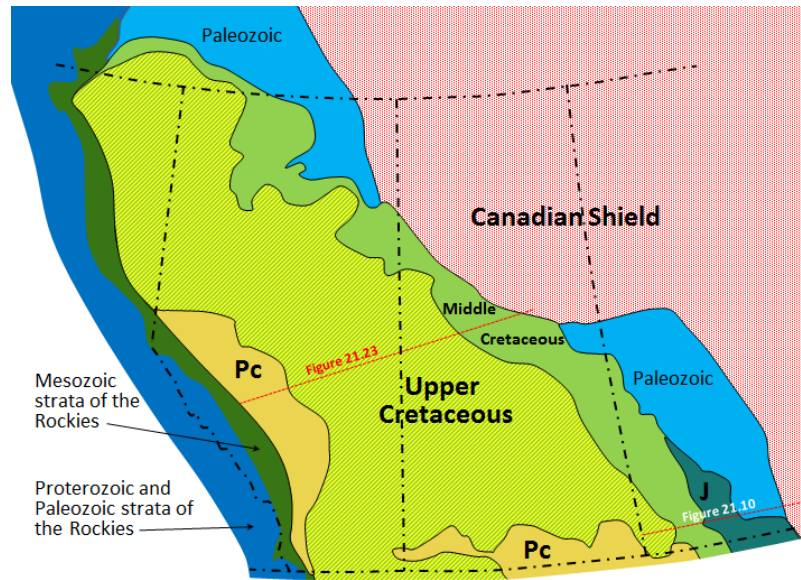 Paleozoic
Canadian Shield
Middle
Cretaceous
Figure 21.23
Pc
Upper
Cretaceous
Paleozoic
Mesozoic
strata of the
Rockies
Proterozoic and
Paleozoic strata of
the Rockies
J
Figure 21.10
Pc